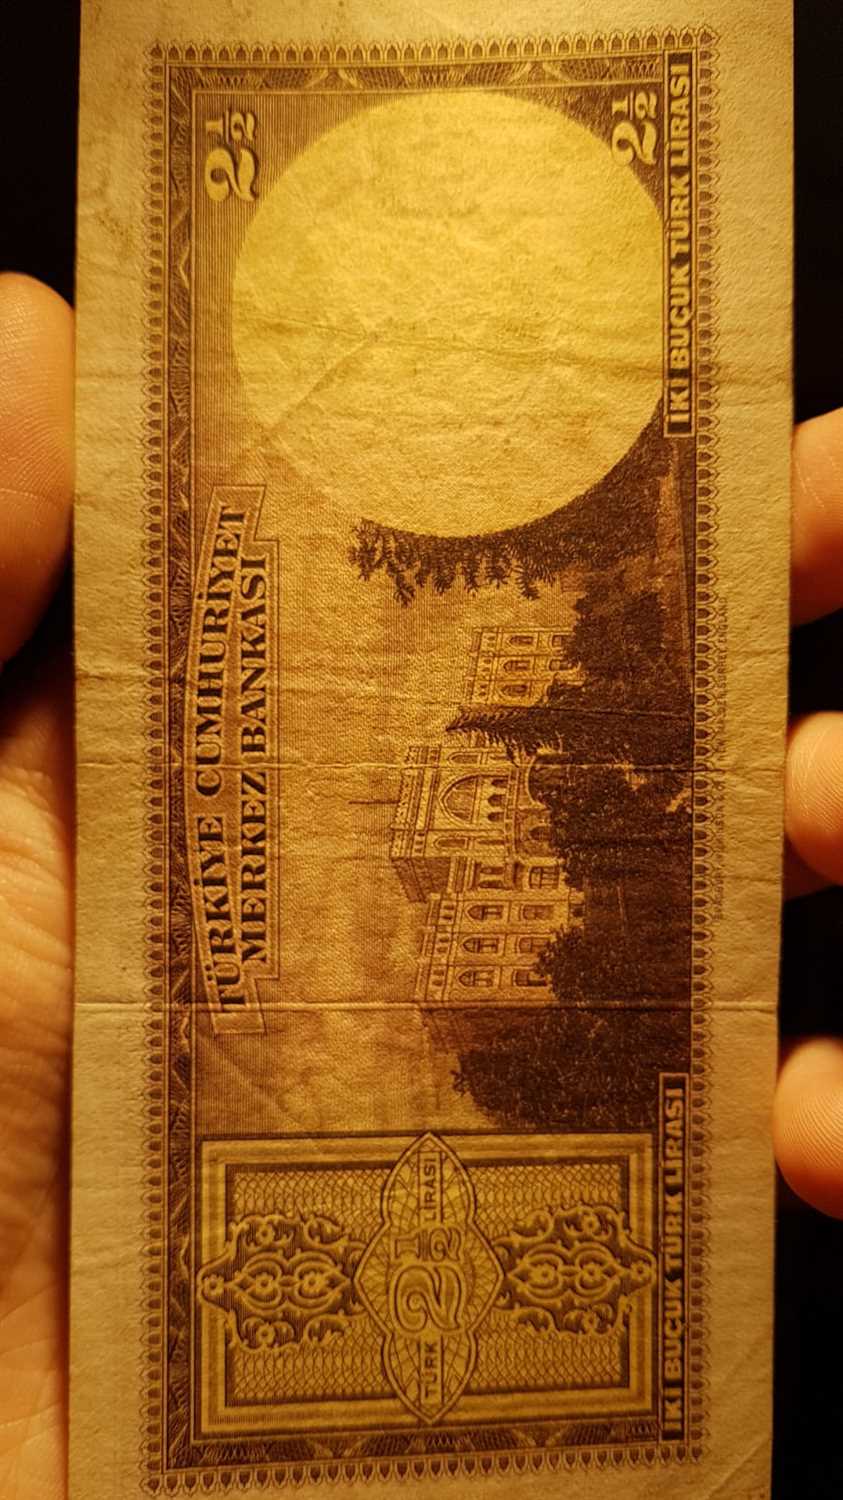 TÜRKİYE CUMHURİYET
MERKEZ BANKASI
2½
2½
TÜRK 2½ LİRASI
İKİ BUÇUK TÜRK LİRASI
İKİ BUÇUK TÜRK LİRASI